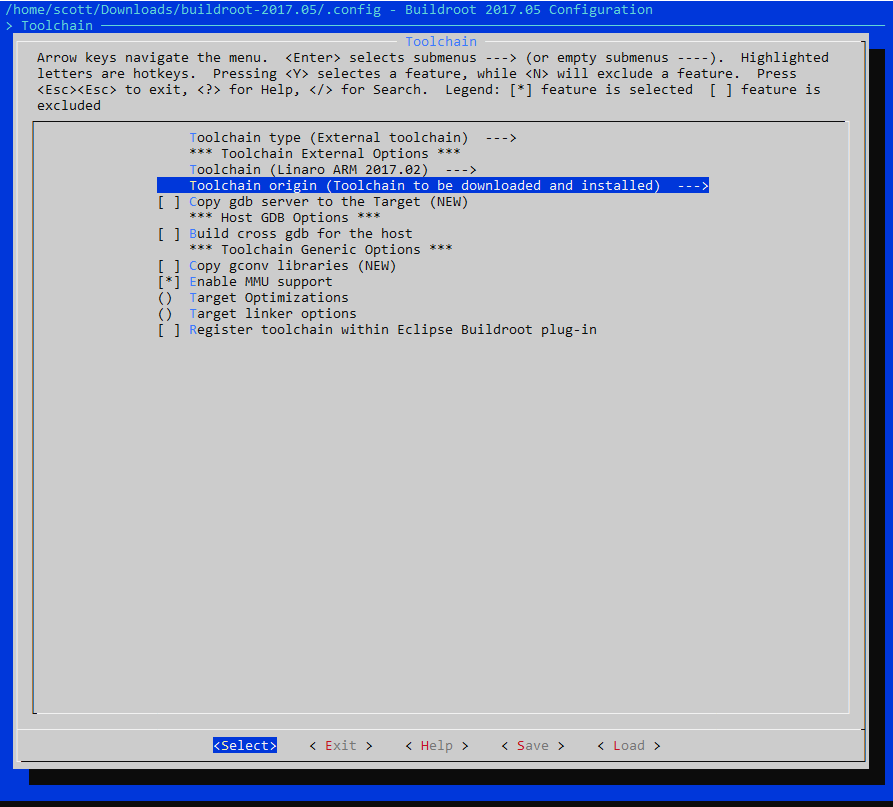 /home/scott/Downloads/buildroot-2017.05/.config - Buildroot 2017.05 Configuration
> Toolchain
Toolchain
Arrow keys navigate the menu.  <Enter> selects submenus ---> (or empty submenus ----).  Highlighted
letters are hotkeys.  Pressing <Y> selectes a feature, while <N> will exclude a feature.  Press
<Esc><Esc> to exit, <?> for Help, </> for Search.  Legend: [*] feature is selected  [ ] feature is
excluded
Toolchain type (External toolchain)  --->
*** Toolchain External Options ***
Toolchain (Linaro ARM 2017.02)  --->
Toolchain origin (Toolchain to be downloaded and installed)  --->
[ ] Copy gdb server to the Target (NEW)
*** Host GDB Options ***
[ ] Build cross gdb for the host
*** Toolchain Generic Options ***
[ ] Copy gconv libraries (NEW)
[*] Enable MMU support
()  Target Optimizations
()  Target linker options
[ ] Register toolchain within Eclipse Buildroot plug-in
<Select>    < Exit >    < Help >    < Save >    < Load >